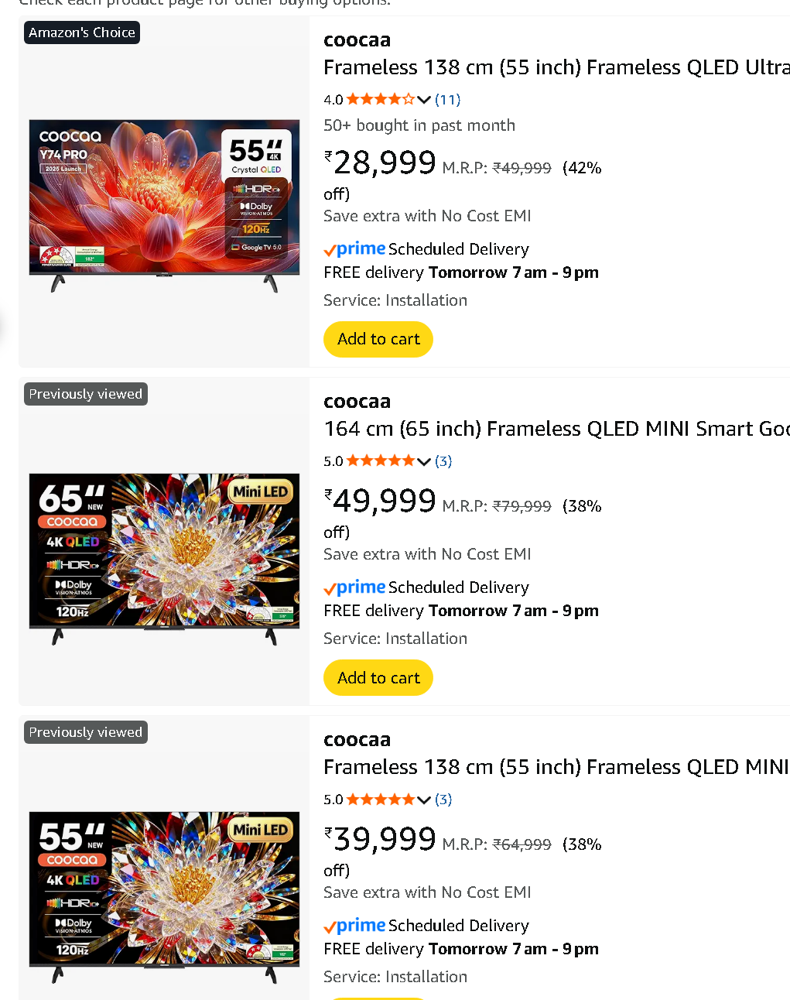 Check each product page for other buying options.
Amazon's Choice
coocaa
Y74 PRO
2025 Launch
55"
4K
Crystal QLED
HDR10+
Dolby
VISION·ATMOS
120Hz
Google TV 5.0
coocaa
Frameless 138 cm (55 inch) Frameless QLED Ultra
4.0 (11)
50+ bought in past month
₹28,999 M.R.P: ₹49,999 (42%
off)
Save extra with No Cost EMI
prime Scheduled Delivery
FREE delivery Tomorrow 7 am - 9 pm
Service: Installation
Add to cart
Previously viewed
65"
NEW
coocaa
4K QLED
HDR10+
Dolby
VISION·ATMOS
120Hz
Mini LED
coocaa
164 cm (65 inch) Frameless QLED MINI Smart Goo
5.0 (3)
₹49,999 M.R.P: ₹79,999 (38%
off)
Save extra with No Cost EMI
prime Scheduled Delivery
FREE delivery Tomorrow 7 am - 9 pm
Service: Installation
Add to cart
Previously viewed
55"
NEW
coocaa
4K QLED
HDR10+
Dolby
VISION·ATMOS
120Hz
Mini LED
coocaa
Frameless 138 cm (55 inch) Frameless QLED MINI
5.0 (3)
₹39,999 M.R.P: ₹64,999 (38%
off)
Save extra with No Cost EMI
prime Scheduled Delivery
FREE delivery Tomorrow 7 am - 9 pm
Service: Installation